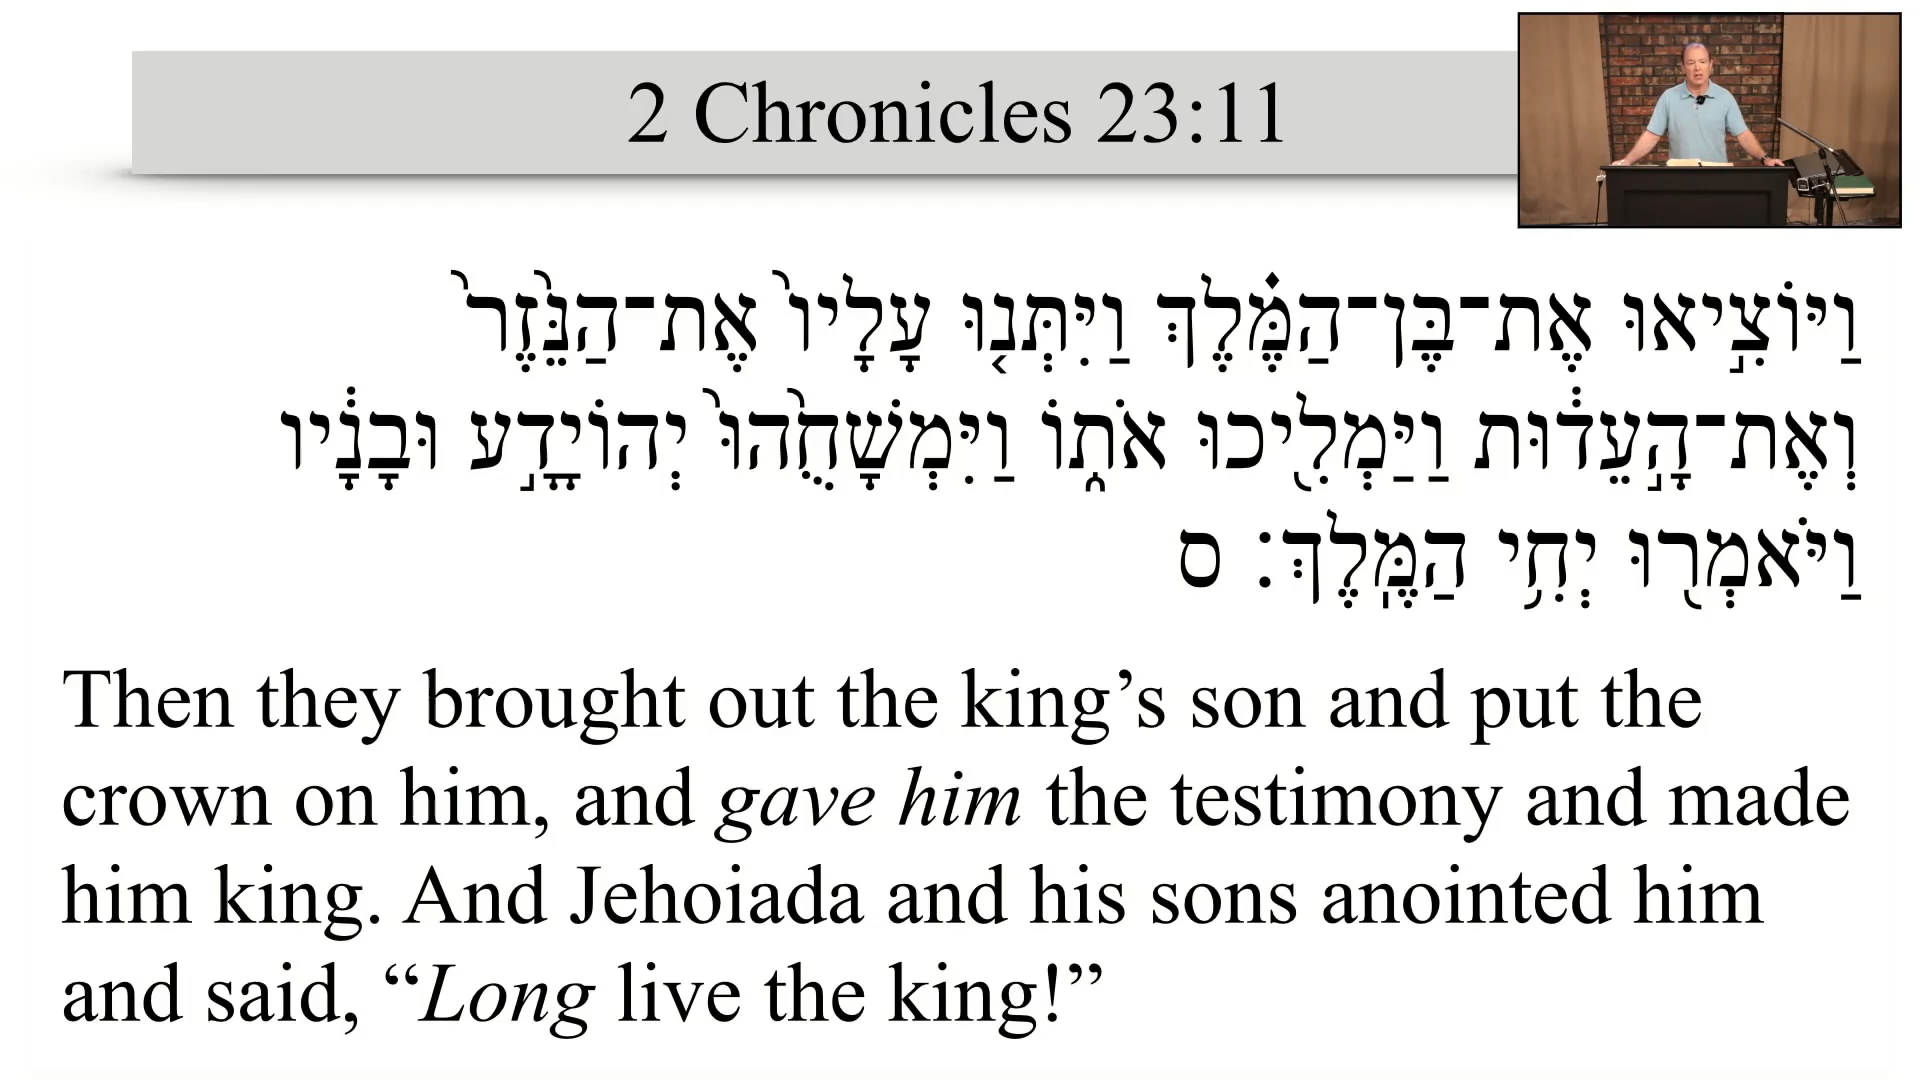 2 Chronicles 23:11
וַיּוֹצִ֣יאוּ אֶת־בֶּן־הַמֶּ֗לֶךְ וַיִּתְּנ֤וּ עָלָיו֙ אֶת־הַנֵּ֙זֶר֙
וְאֶת־הָ֣עֵד֔וּת וַיַּמְלִ֖יכוּ אֹת֑וֹ וַיִּמְשָׁחֻ֙הוּ֙ יְהוֹיָדָ֣ע וּבָנָ֔יו
וַיֹּאמְר֖וּ יְחִ֥י הַמֶּֽלֶךְ׃ ס
Then they brought out the king’s son and put the
crown on him, and gave him the testimony and made
him king. And Jehoiada and his sons anointed him
and said, “Long live the king!”